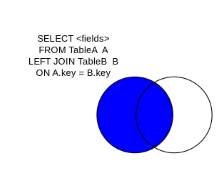 SELECT <fields>
FROM TableA A
LEFT JOIN TableB B
ON A.key = B.key